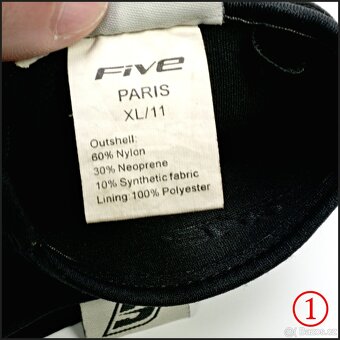 FIVE
PARIS
XL/11
Outshell:
60% Nylon
30% Neoprene
10% Synthetic fabric
Lining: 100% Polyester
1